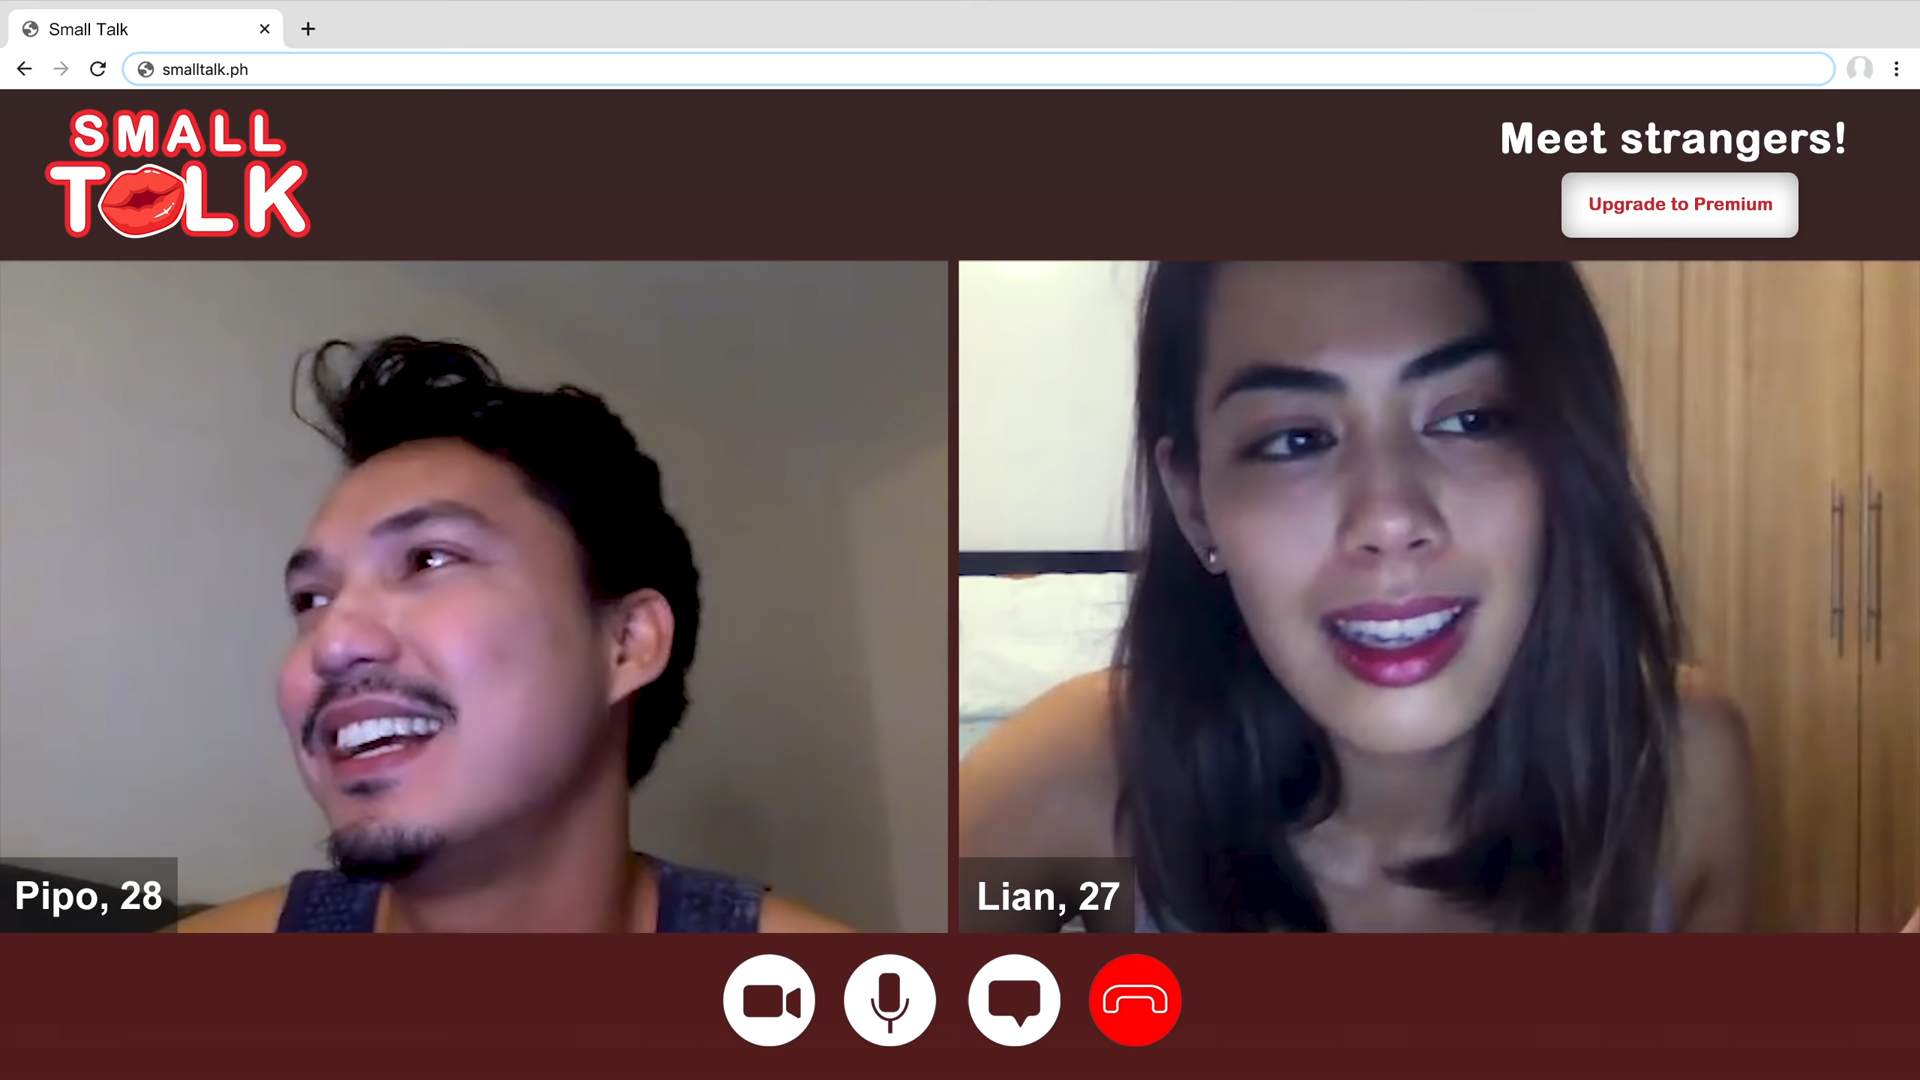 Small Talk
smalltalk.ph
SMALL
TALK
Meet strangers!
Upgrade to Premium
Pipo, 28
Lian, 27